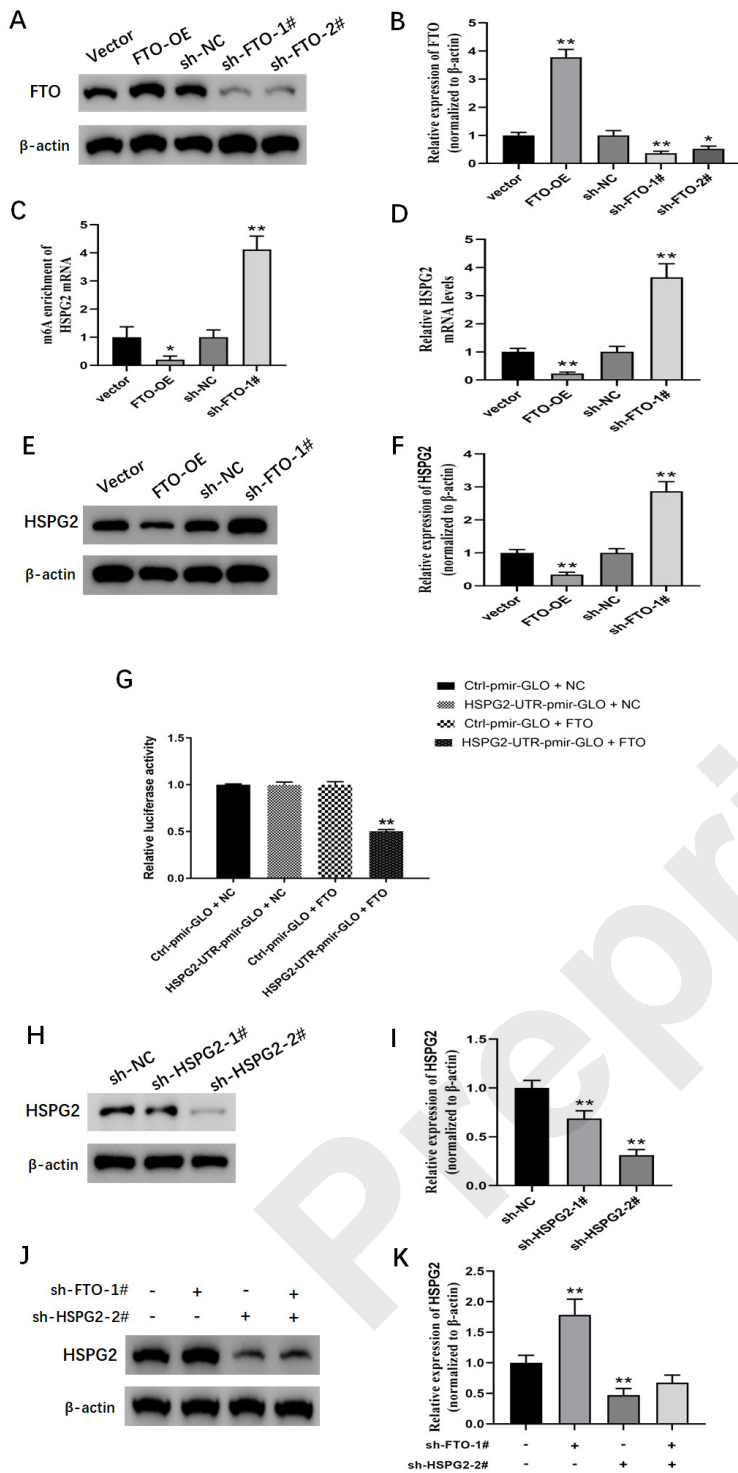 A
Vector
FTO-OE
sh-NC
sh-FTO-1#
sh-FTO-2#
FTO
β-actin
B
Relative expression of FTO
(normalized to β-actin)
5
4
3
2
1
0
**
**
*
vector
FTO-OE
sh-NC
sh-FTO-1#
sh-FTO-2#
C
m6A enrichment of
HSPG2 mRNA
5
4
3
2
1
0
*
**
vector
FTO-OE
sh-NC
sh-FTO-1#
D
Relative HSPG2
mRNA levels
5
4
3
2
1
0
**
**
vector
FTO-OE
sh-NC
sh-FTO-1#
E
Vector
FTO-OE
sh-NC
sh-FTO-1#
HSPG2
β-actin
F
Relative expression of HSPG2
(normalized to β-actin)
4
3
2
1
0
**
**
vector
FTO-OE
sh-NC
sh-FTO-1#
G
Ctrl-pmir-GLO + NC
HSPG2-UTR-pmir-GLO + NC
Ctrl-pmir-GLO + FTO
HSPG2-UTR-pmir-GLO + FTO
Relative luciferase activity
1.5
1.0
0.5
0.0
**
Ctrl-pmir-GLO + NC
HSPG2-UTR-pmir-GLO + NC
Ctrl-pmir-GLO + FTO
HSPG2-UTR-pmir-GLO + FTO
H
sh-NC
sh-HSPG2-1#
sh-HSPG2-2#
HSPG2
β-actin
I
Relative expression of HSPG2
(normalized to β-actin)
1.5
1.0
0.5
0.0
**
**
sh-NC
sh-HSPG2-1#
sh-HSPG2-2#
J
sh-FTO-1# - + - +
sh-HSPG2-2# - - + +
HSPG2
β-actin
K
Relative expression of HSPG2
(normalized to β-actin)
2.5
2.0
1.5
1.0
0.5
0.0
**
**
sh-FTO-1# - + - +
sh-HSPG2-2# - - + +
Prepri